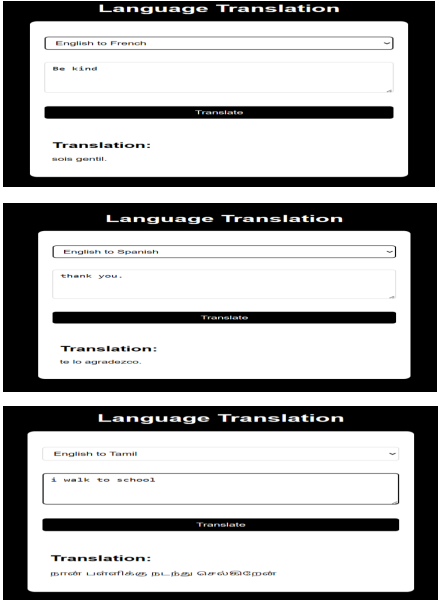 Language Translation
English to French
Be kind
Translate
Translation:
sois gentil.
Language Translation
English to Spanish
thank you.
Translate
Translation:
te lo agradezco.
Language Translation
English to Tamil
i walk to school
Translate
Translation:
நான் பள்ளிக்கு நடந்து செல்கிறேன்